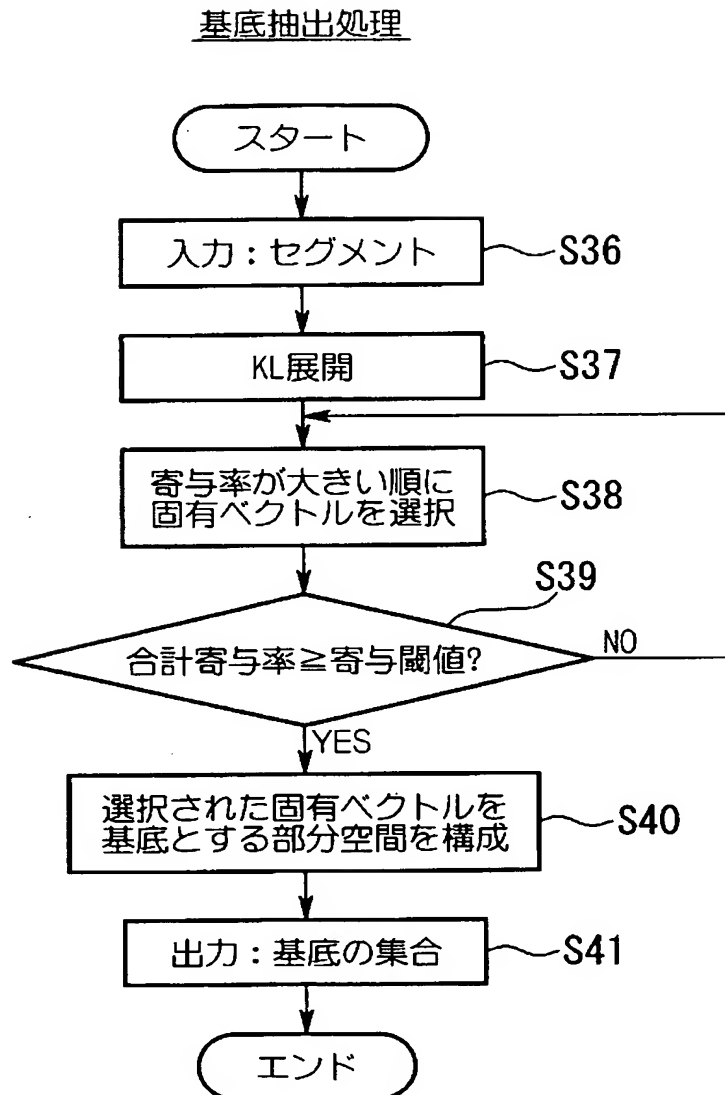 基底抽出処理
スタート
入力：セグメント
S36
KL展開
S37
寄与率が大きい順に
固有ベクトルを選択
S38
S39
合計寄与率≧寄与閾値?
NO
YES
選択された固有ベクトルを
基底とする部分空間を構成
S40
出力：基底の集合
S41
エンド